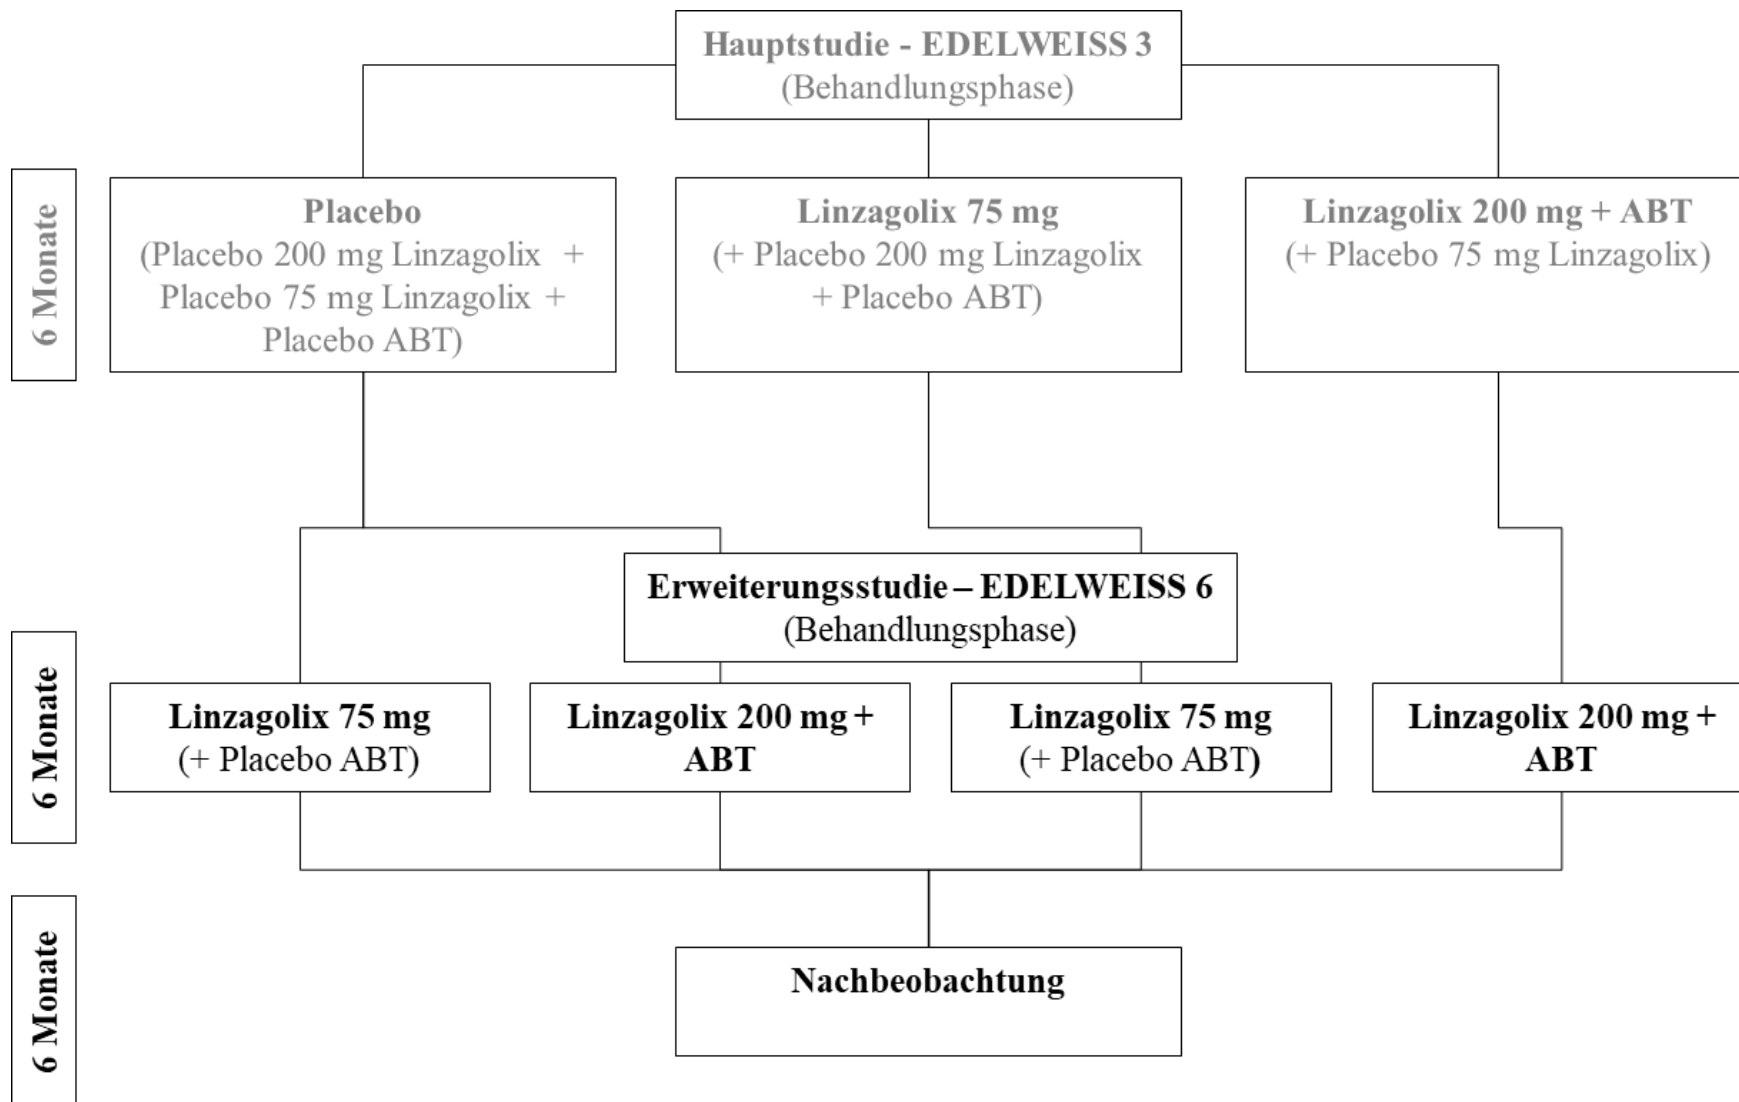 Hauptstudie - EDELWEISS 3
(Behandlungsphase)
6 Monate
Placebo
(Placebo 200 mg Linzagolix +
Placebo 75 mg Linzagolix +
Placebo ABT)
Linzagolix 75 mg
(+ Placebo 200 mg Linzagolix
+ Placebo ABT)
Linzagolix 200 mg + ABT
(+ Placebo 75 mg Linzagolix)
Erweiterungsstudie – EDELWEISS 6
(Behandlungsphase)
6 Monate
Linzagolix 75 mg
(+ Placebo ABT)
Linzagolix 200 mg +
ABT
Linzagolix 75 mg
(+ Placebo ABT)
Linzagolix 200 mg +
ABT
6 Monate
Nachbeobachtung